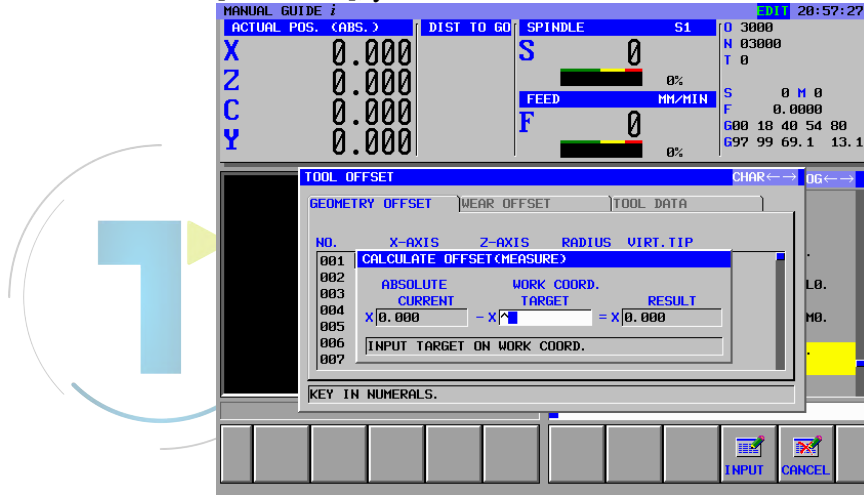 MANUAL GUIDE i EDIT 20:57:27
ACTUAL POS. (ABS.) DIST TO GO SPINDLE S1 O 3000
X 0.000 S 0 N 03000
T 0
Z 0.000 0%
FEED MM/MIN S 0 M 0
C 0.000 F 0 F 0.0000
G00 18 40 54 80
Y 0.000 0% G97 99 69.1 13.1
TOOL OFFSET CHAR←→ OG←→
GEOMETRY OFFSET WEAR OFFSET TOOL DATA
NO. X-AXIS Z-AXIS RADIUS VIRT.TIP
001 CALCULATE OFFSET(MEASURE)
002 ABSOLUTE WORK COORD. L0.
003 CURRENT TARGET RESULT
004 X 0.000 - X ^ = X 0.000 M0.
005
006 INPUT TARGET ON WORK COORD.
007
KEY IN NUMERALS.
INPUT CANCEL